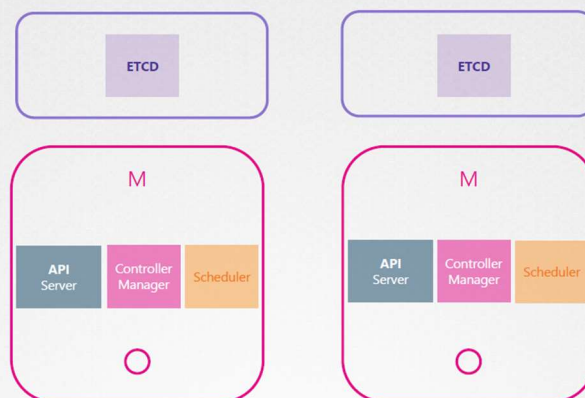 ETCD
ETCD
M
API
Server
Controller
Manager
Scheduler
M
API
Server
Controller
Manager
Scheduler